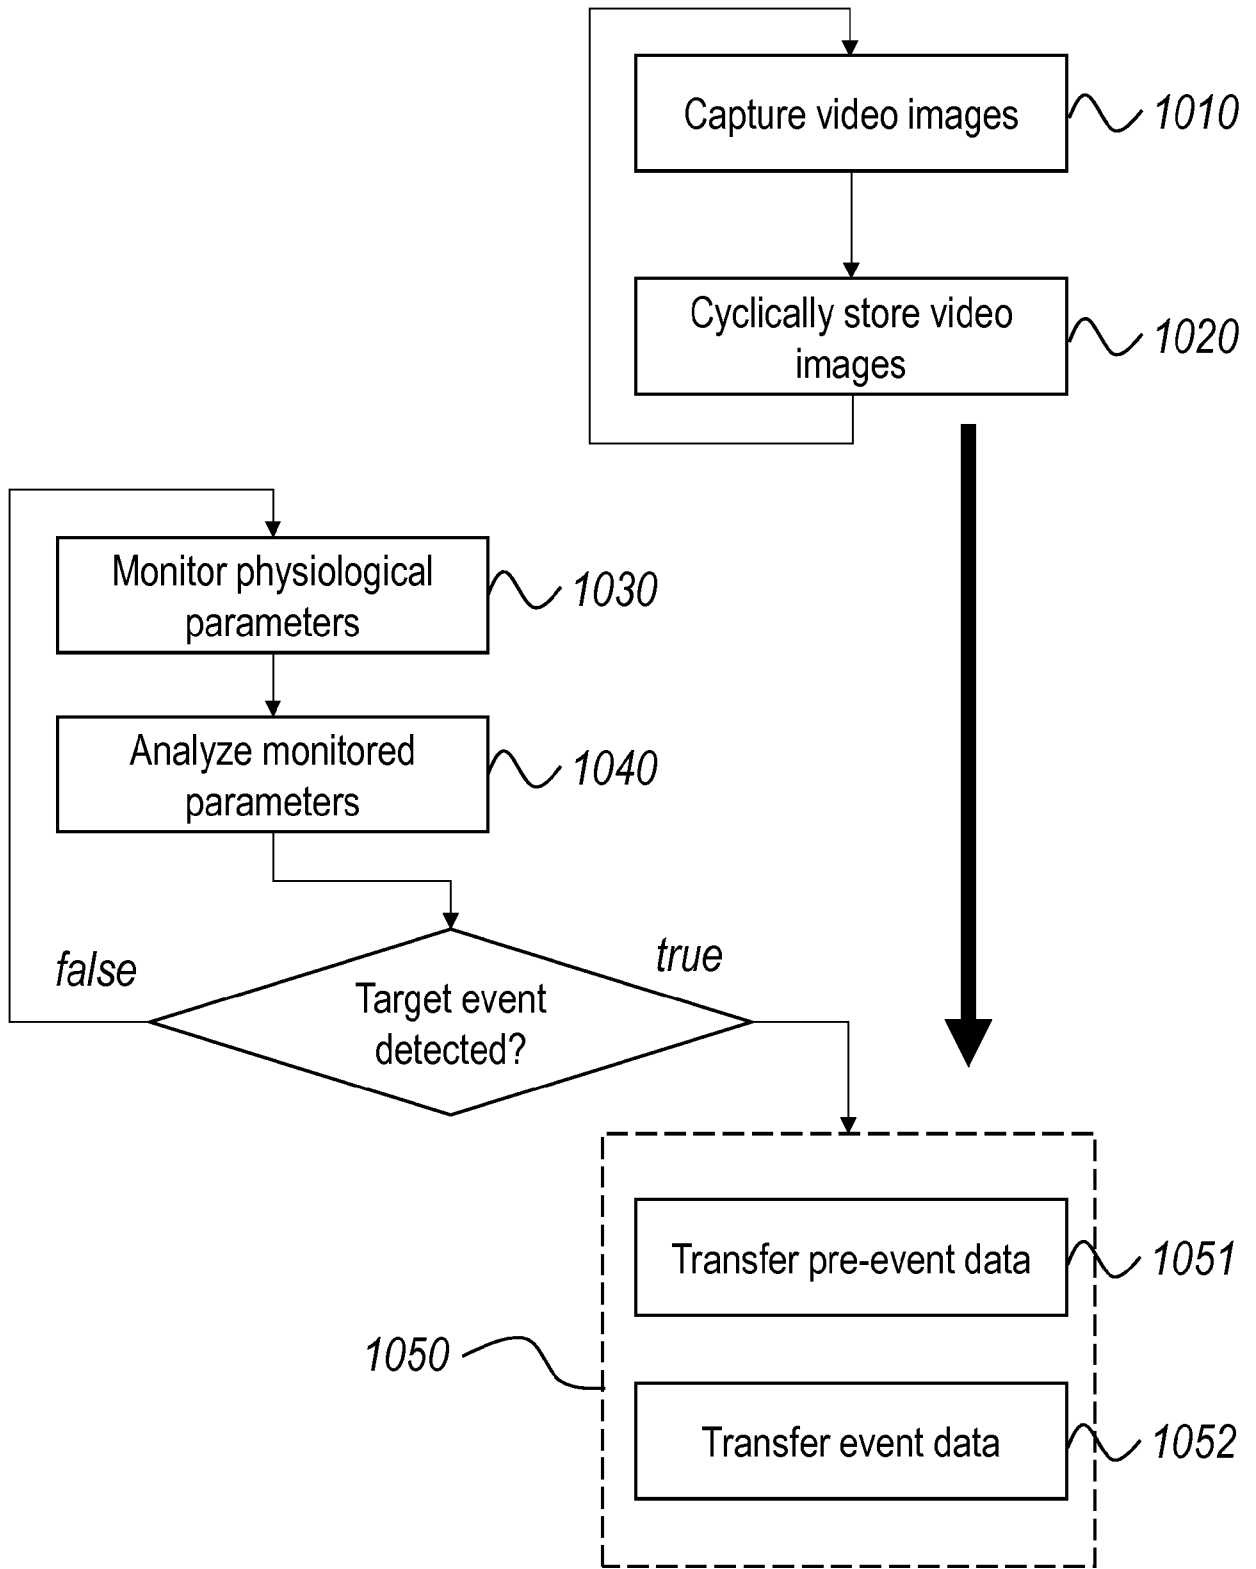 Capture video images
1010
Cyclically store video
images
1020
Monitor physiological
parameters
1030
Analyze monitored
parameters
1040
false
true
Target event
detected?
Transfer pre-event data
1051
1050
Transfer event data
1052